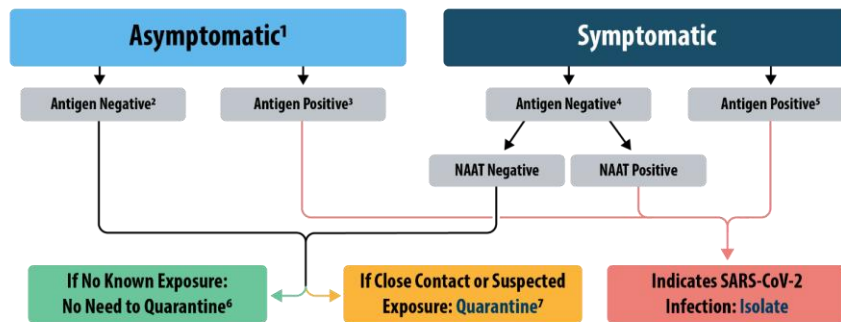 Asymptomatic¹
Symptomatic
Antigen Negative²
Antigen Positive³
Antigen Negative⁴
Antigen Positive⁵
NAAT Negative
NAAT Positive
If No Known Exposure:
No Need to Quarantine⁶
If Close Contact or Suspected
Exposure: Quarantine⁷
Indicates SARS-CoV-2
Infection: Isolate